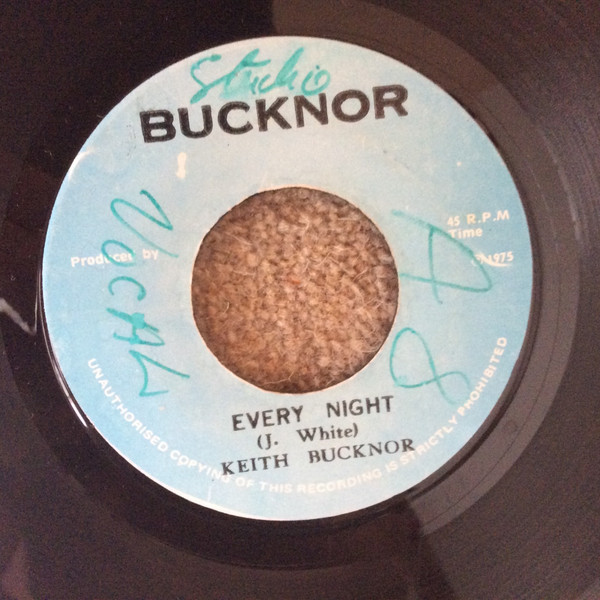 Studio
BUCKNOR
45 R.P.M
Time
Produced by
℗ 1975
VOCAL
A 8
EVERY NIGHT
(J. White)
KEITH BUCKNOR
UNAUTHORISED COPYING OF THIS RECORDING IS STRICTLY PROHIBITED